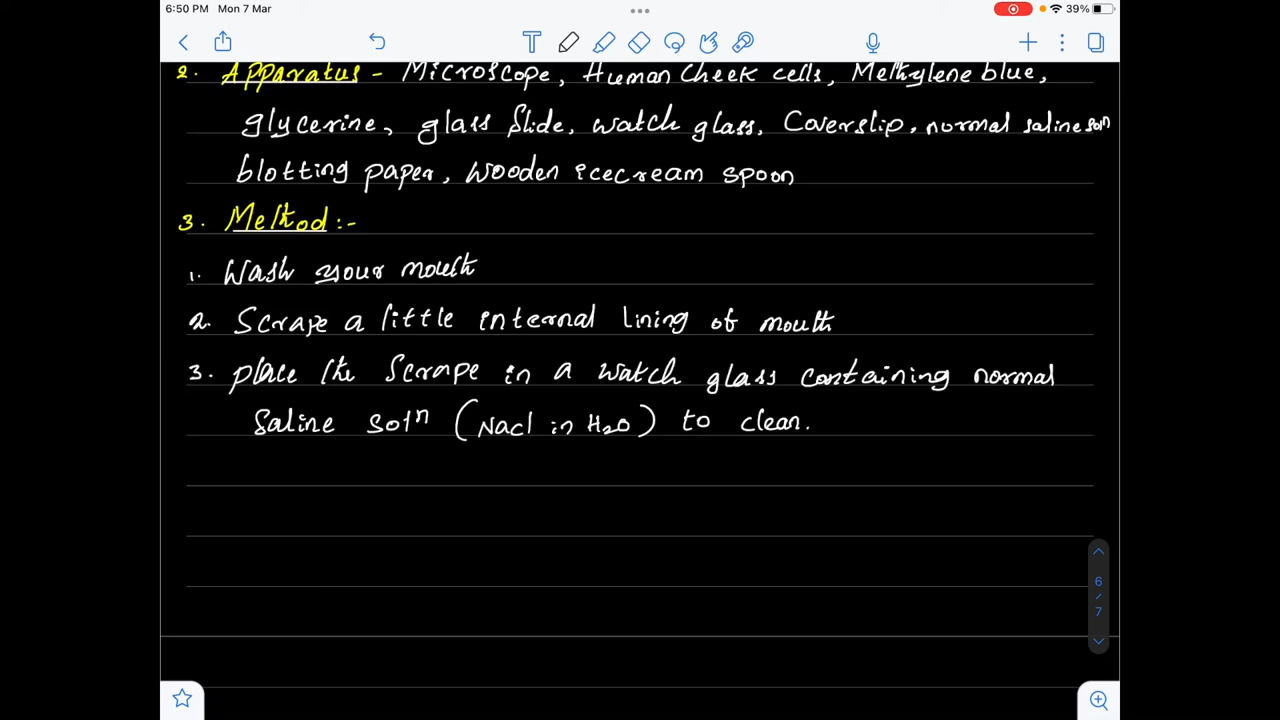 6:50 PM Mon 7 Mar 39%
2. Apparatus - Microscope, Human Cheek cells, Methylene blue,
glycerine, glass slide, watch glass, Coverslip, normal saline soln
blotting paper, wooden icecream spoon
3. Method :-
1. Wash your mouth
2. Scrape a little internal lining of mouth
3. place the Scrape in a watch glass containing normal
saline solⁿ (Nacl in H₂O) to clean.
6
/
7